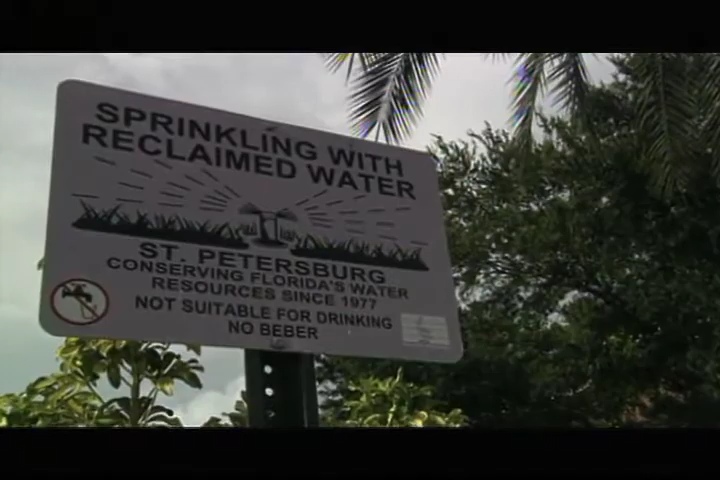 SPRINKLING WITH
RECLAIMED WATER
ST. PETERSBURG
CONSERVING FLORIDA'S WATER
RESOURCES SINCE 1977
NOT SUITABLE FOR DRINKING
NO BEBER